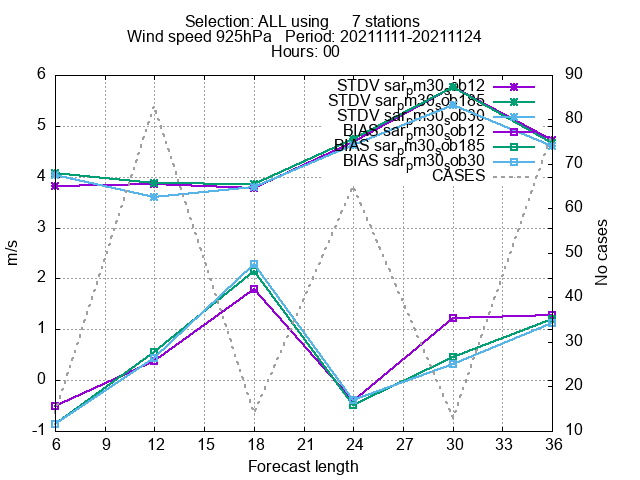 Selection: ALL using 7 stations
Wind speed 925hPa Period: 20211111-20211124
Hours: 00
STDV sar_pm30_sob12
STDV sar_pm30_sob185
STDV sar_pm30_sob30
BIAS sar_pm30_sob12
BIAS sar_pm30_sob185
BIAS sar_pm30_sob30
CASES
6
5
4
3
2
1
0
-1
m/s
90
80
70
60
50
40
30
20
10
No cases
6 12 15 18 21 24 27 30 33 36
Forecast length